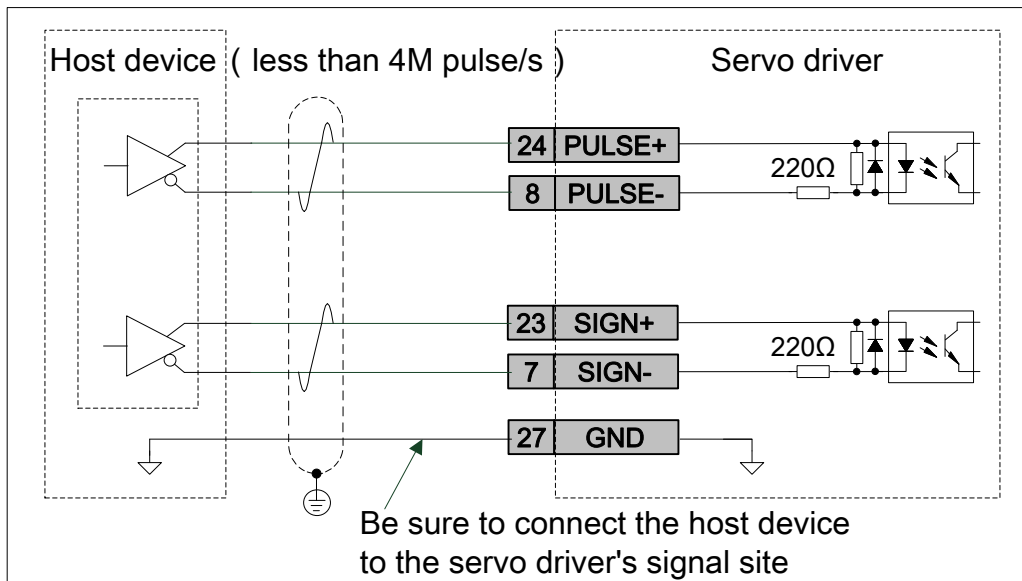 Host device ( less than 4M pulse/s ) Servo driver
24 PULSE+
220Ω
8 PULSE-
23 SIGN+
220Ω
7 SIGN-
27 GND
Be sure to connect the host device
to the servo driver's signal site